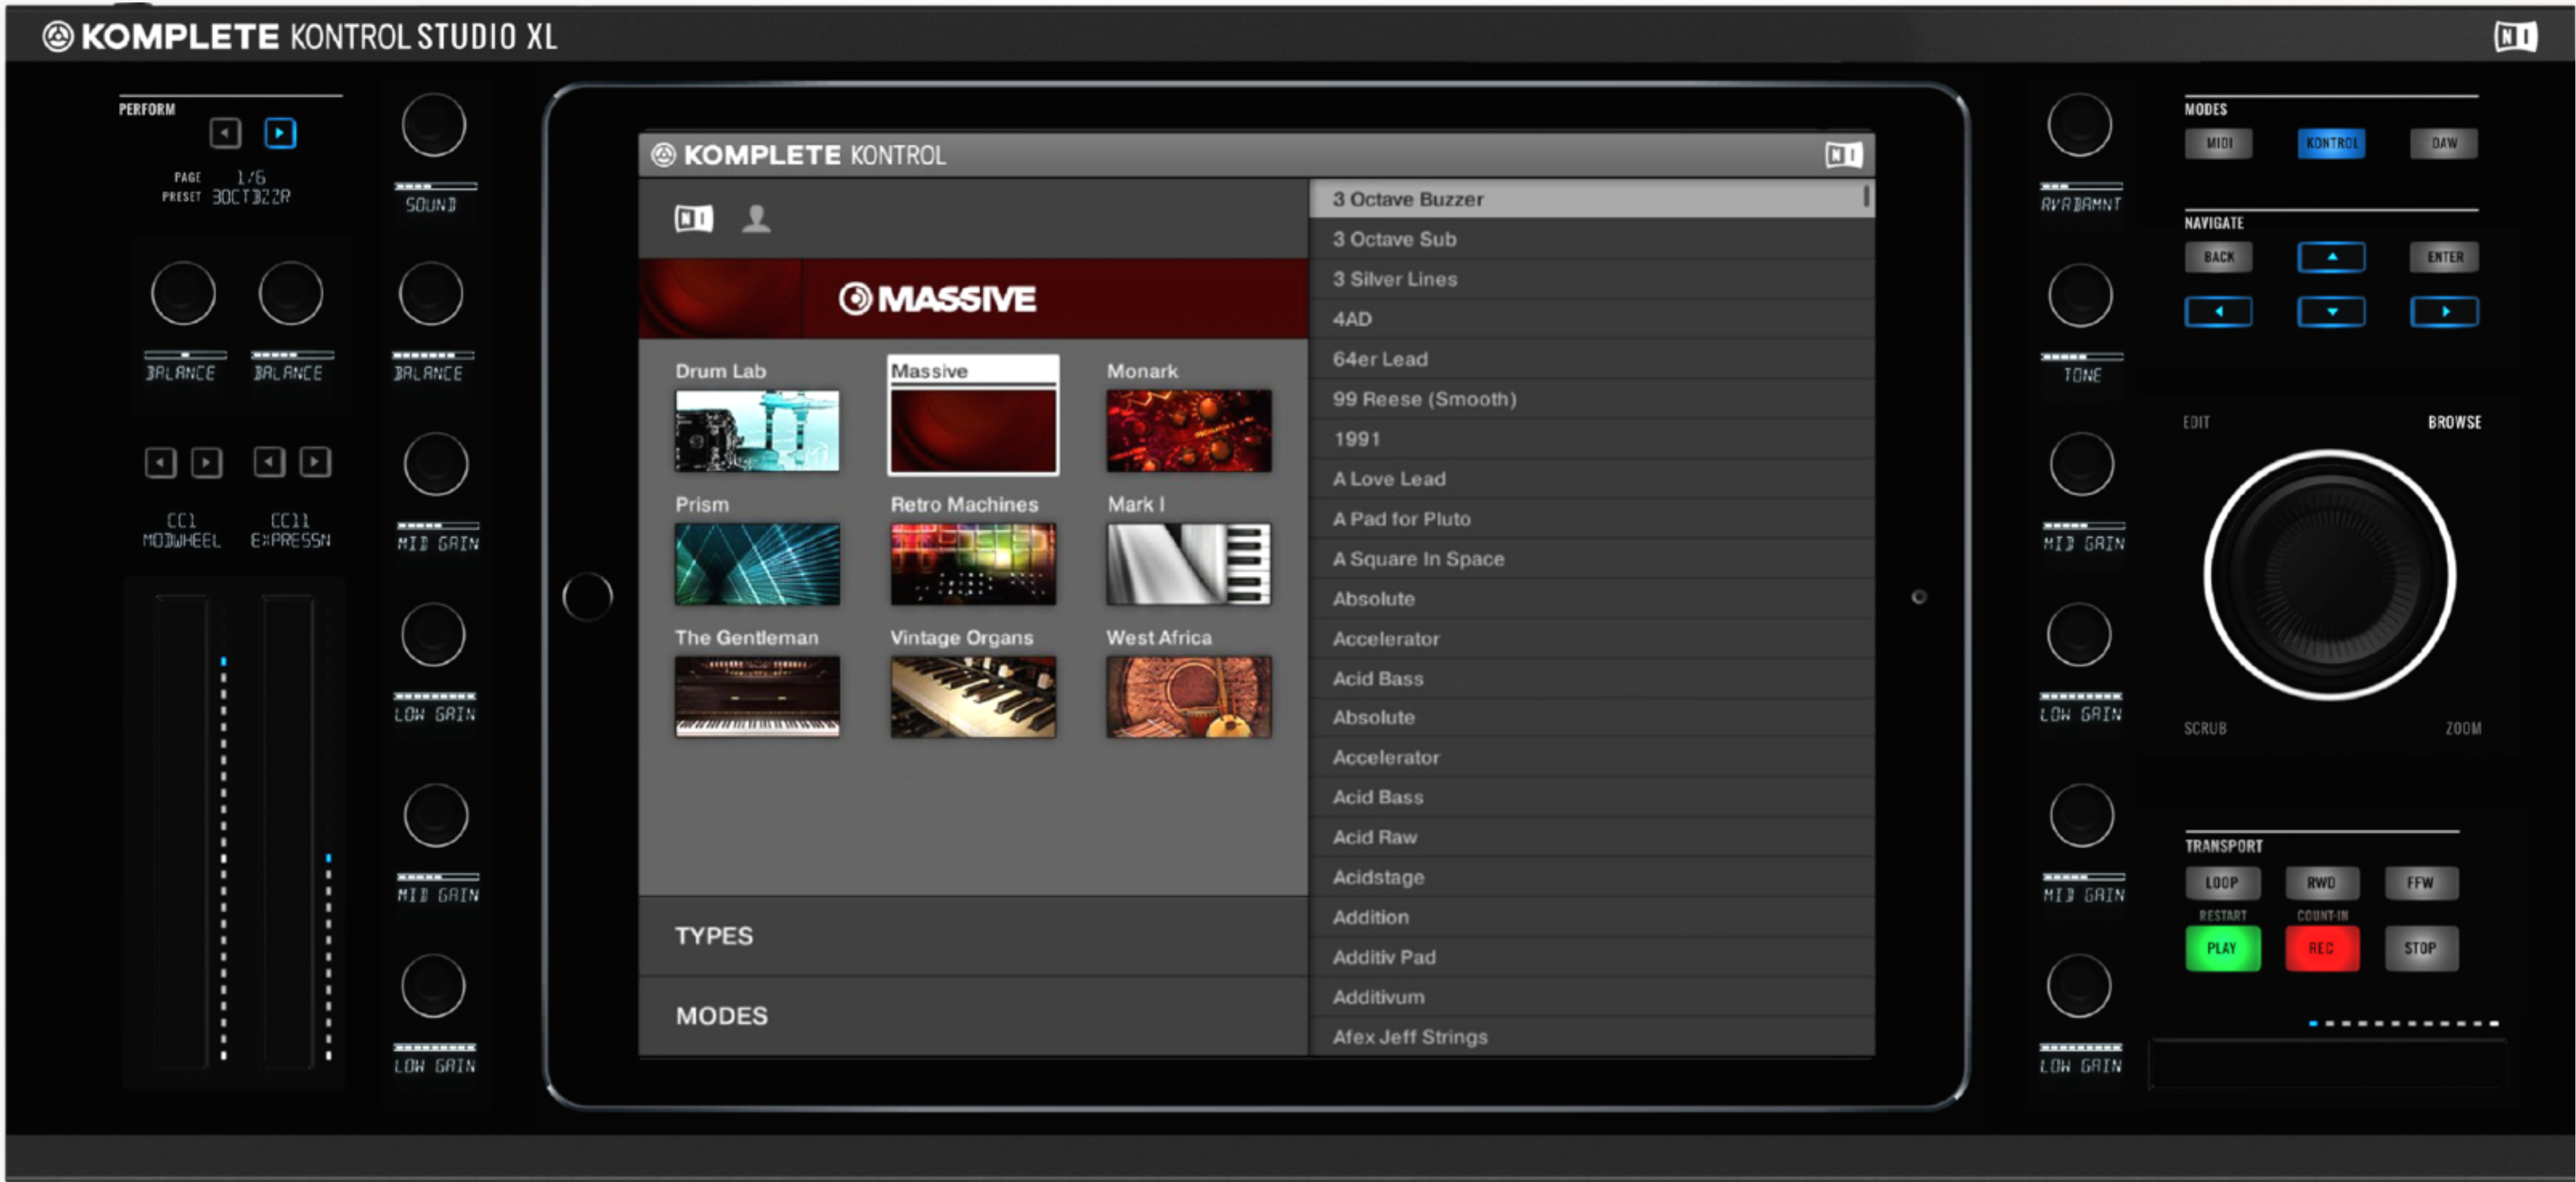 KOMPLETE KONTROL STUDIO XL
NI
PERFORM
PAGE 1/6
PRESET 3OCTBZZR
BALANCE BALANCE
CC1 CC11
MODWHEEL EXPRESSN
SOUND
BALANCE
MID GAIN
LOW GAIN
MID GAIN
LOW GAIN
KOMPLETE KONTROL
NI
NI
MASSIVE
Drum Lab Massive Monark
Prism Retro Machines Mark I
The Gentleman Vintage Organs West Africa
TYPES
MODES
3 Octave Buzzer
3 Octave Sub
3 Silver Lines
4AD
64er Lead
99 Reese (Smooth)
1991
A Love Lead
A Pad for Pluto
A Square In Space
Absolute
Accelerator
Acid Bass
Absolute
Accelerator
Acid Bass
Acid Raw
Acidstage
Addition
Additiv Pad
Additivum
Afex Jeff Strings
RVRBAMNT
TONE
MID GAIN
LOW GAIN
MID GAIN
LOW GAIN
MODES
MIDI KONTROL DAW
NAVIGATE
BACK ENTER
EDIT BROWSE
SCRUB ZOOM
TRANSPORT
LOOP RWD FFW
RESTART COUNT-IN
PLAY REC STOP